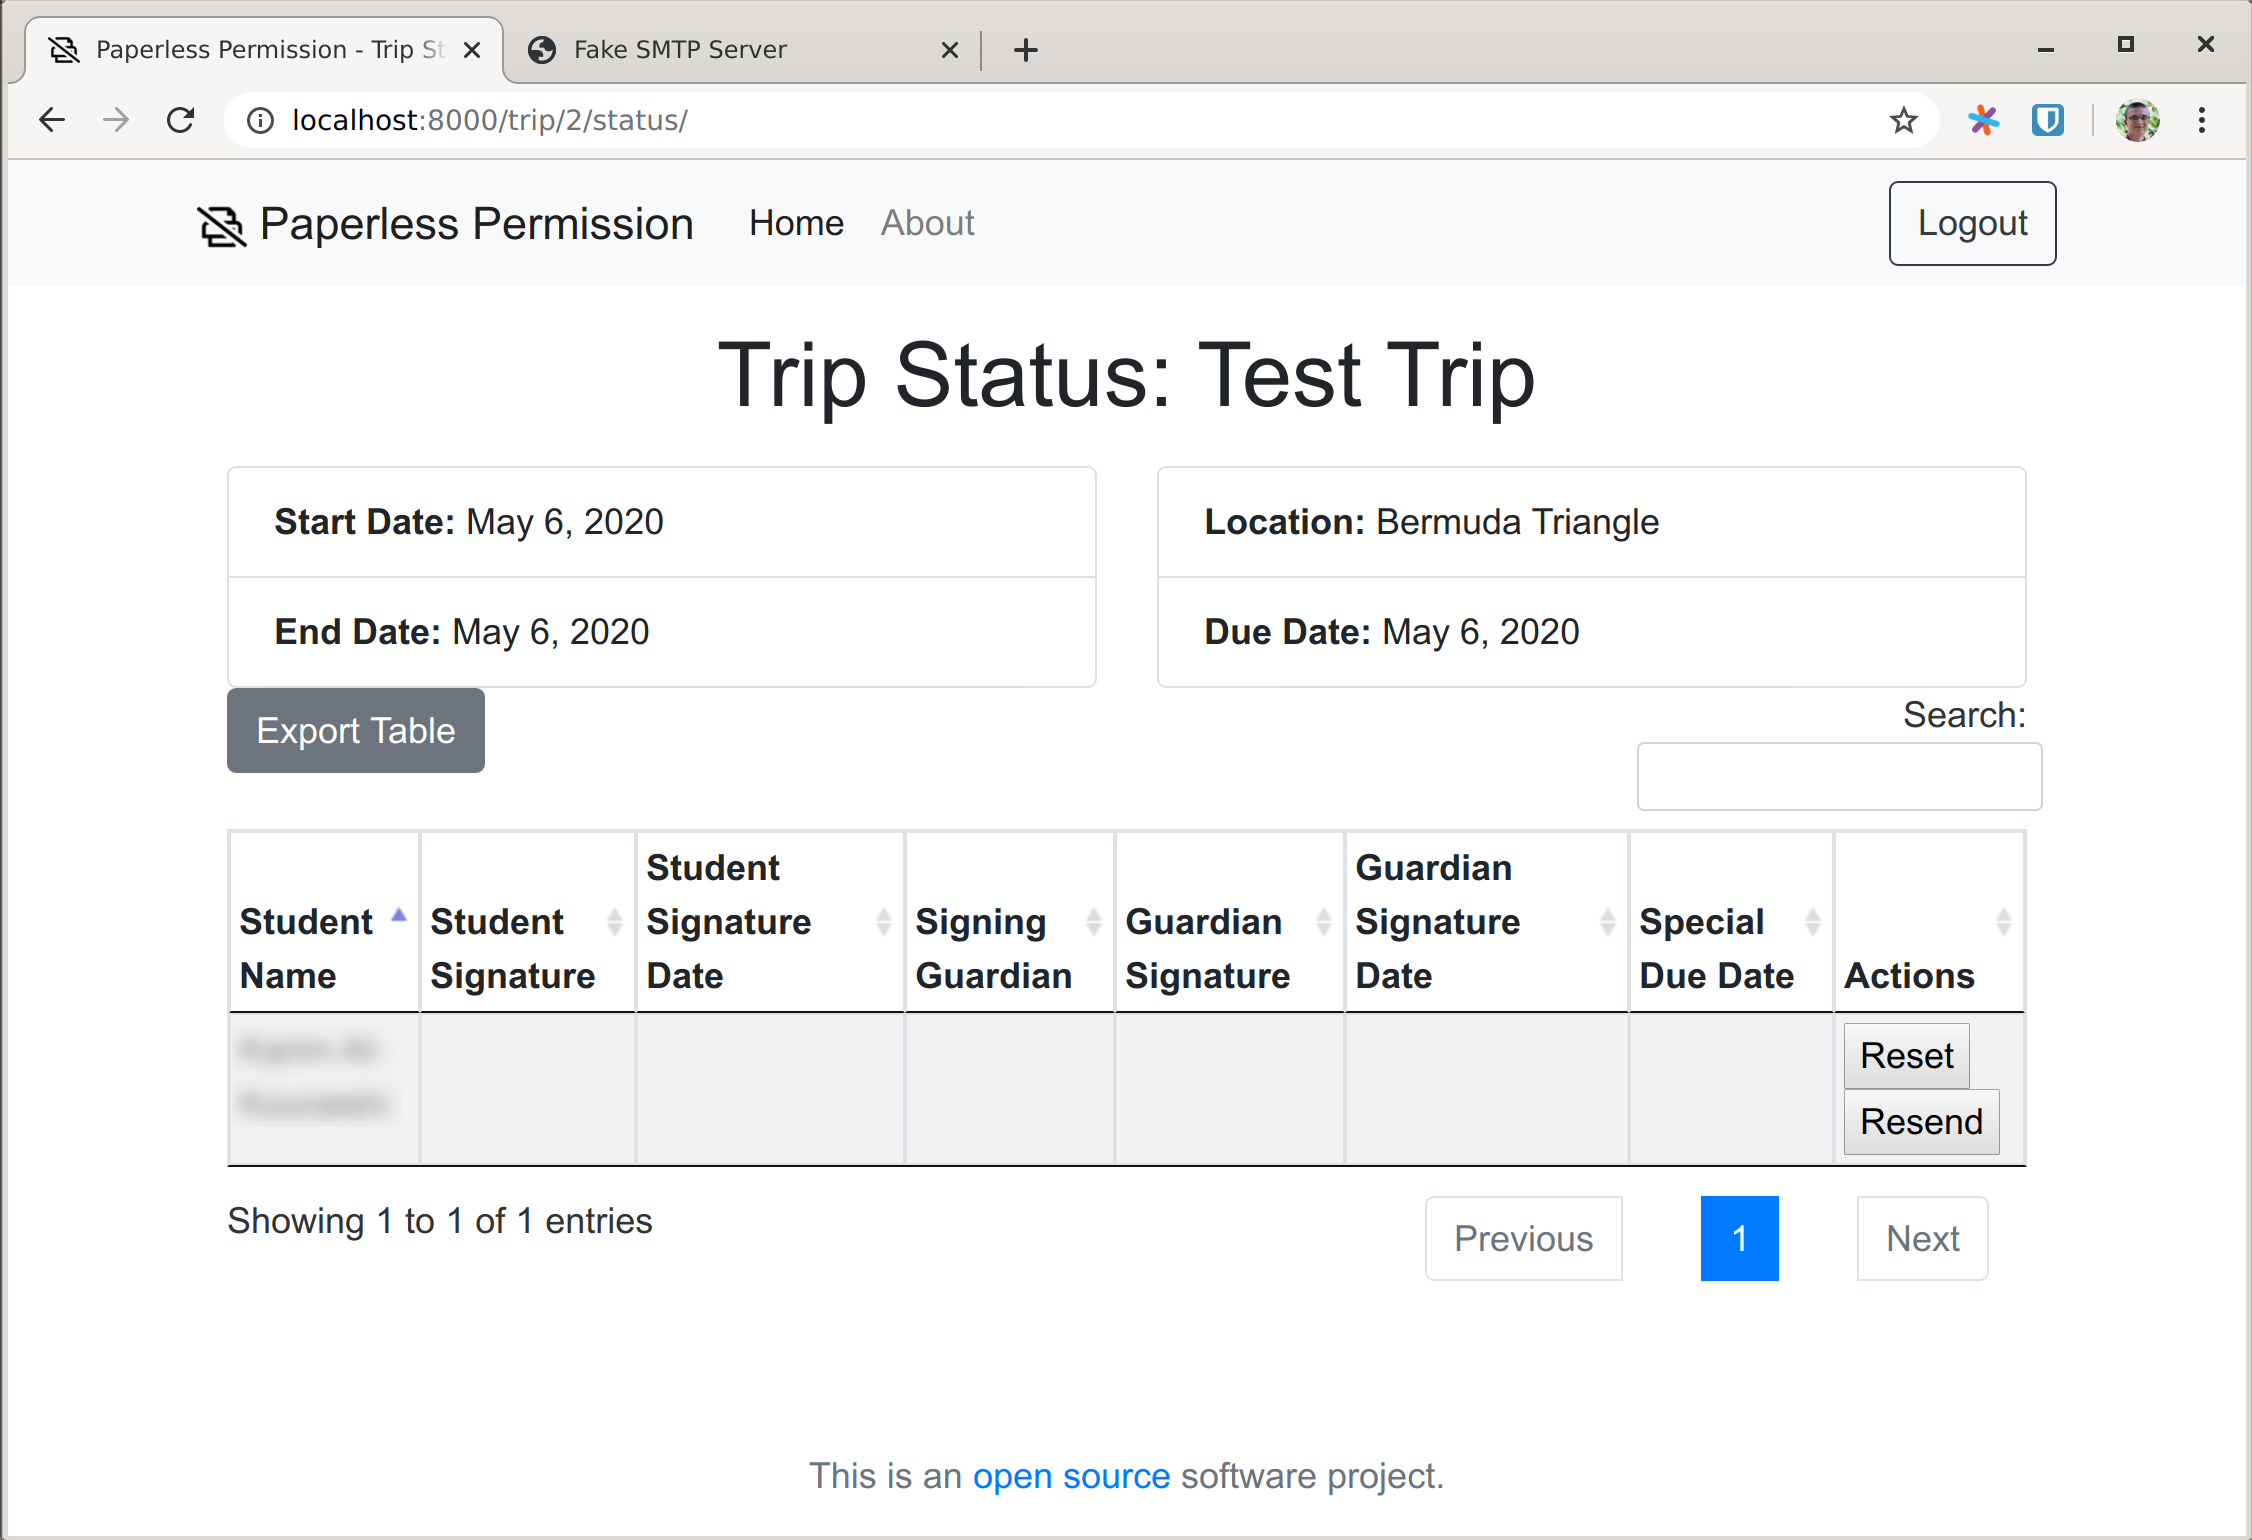 Paperless Permission - Trip St
Fake SMTP Server
localhost:8000/trip/2/status/
Paperless Permission Home About Logout
Trip Status: Test Trip
Start Date: May 6, 2020
Location: Bermuda Triangle
End Date: May 6, 2020
Due Date: May 6, 2020
Export Table
Search:
Student Name
Student Signature
Student Signature Date
Signing Guardian
Guardian Signature
Guardian Signature Date
Special Due Date
Actions
Reset
Resend
Showing 1 to 1 of 1 entries
Previous 1 Next
This is an open source software project.